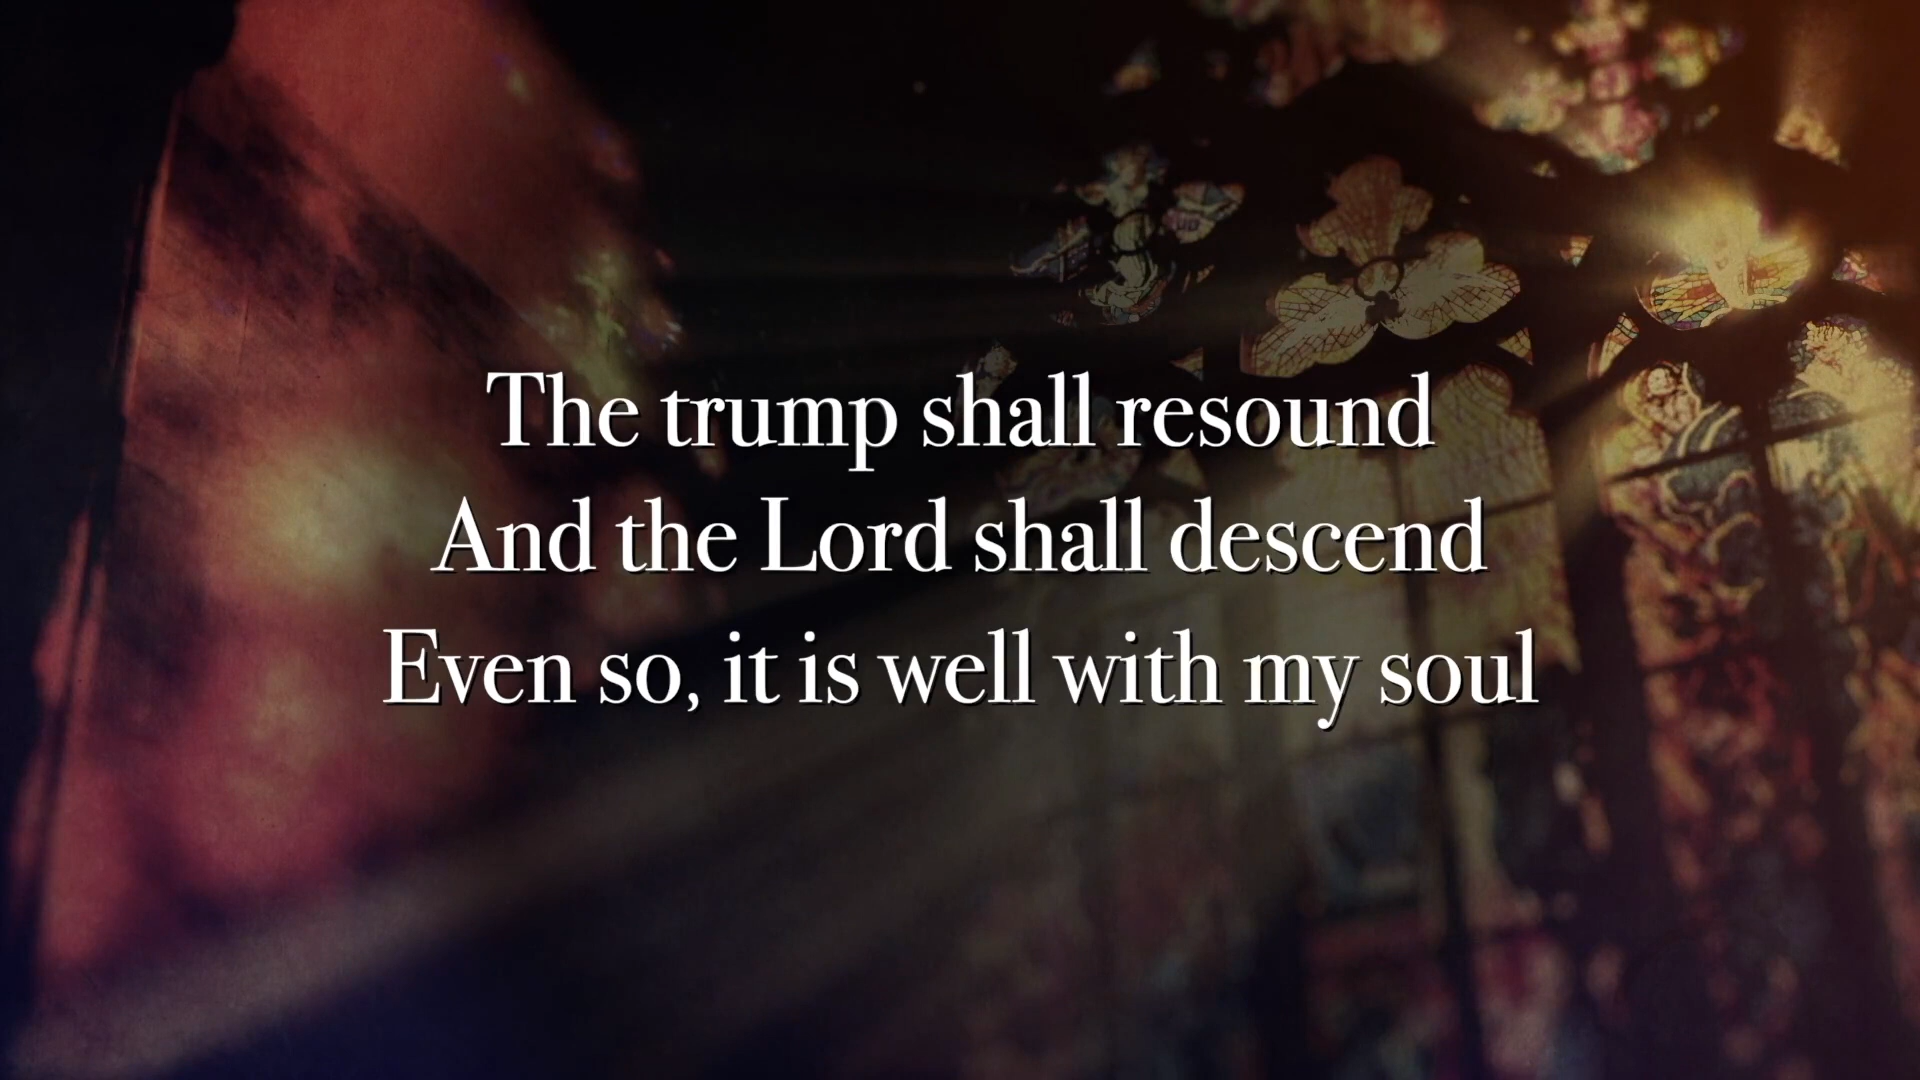 The trump shall resound
And the Lord shall descend
Even so, it is well with my soul